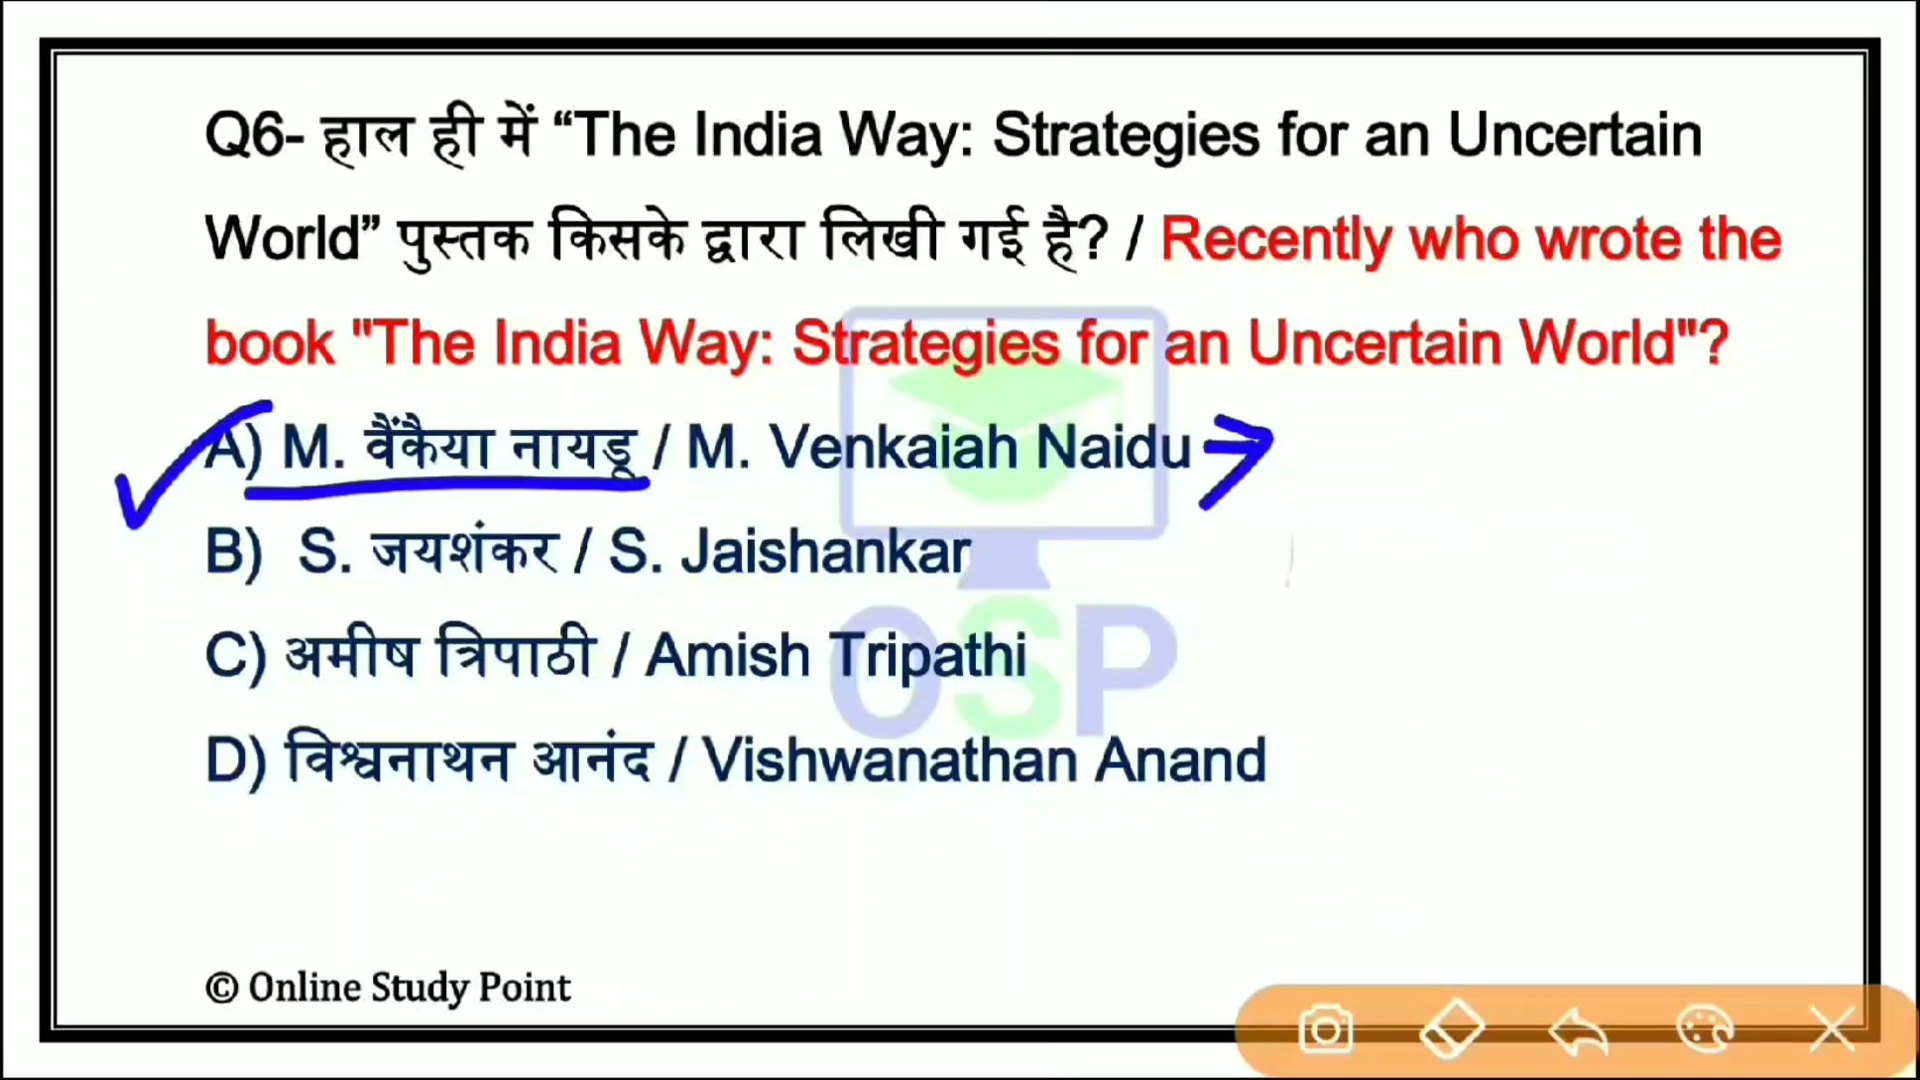 Q6- हाल ही में “The India Way: Strategies for an Uncertain
World” पुस्तक किसके द्वारा लिखी गई है? / Recently who wrote the
book "The India Way: Strategies for an Uncertain World"?
A) M. वैंकैया नायडू / M. Venkaiah Naidu
B) S. जयशंकर / S. Jaishankar
C) अमीष त्रिपाठी / Amish Tripathi
D) विश्वनाथन आनंद / Vishwanathan Anand
OSP
© Online Study Point